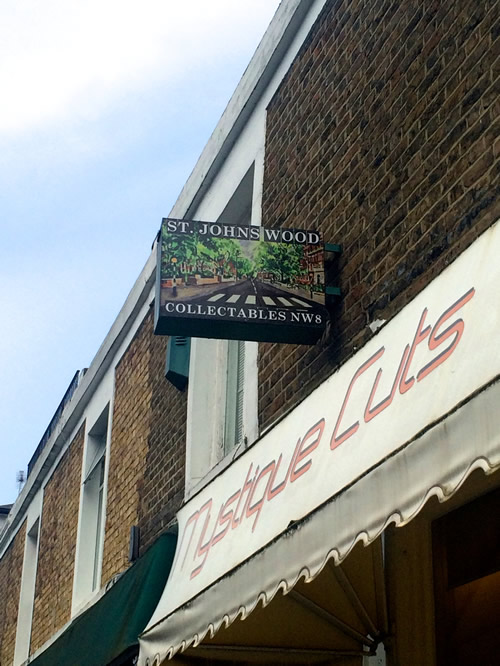 ST. JOHNS WOOD
COLLECTABLES NW8
Mystique Cuts